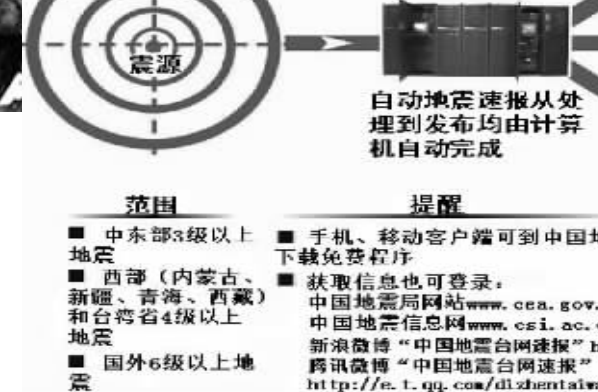 震源
自动地震速报从处
理到发布均由计算
机自动完成
范围
■ 中东部3级以上
地震
■ 西部（内蒙古、
新疆、青海、西藏）
和台湾省4级以上
地震
■ 国外6级以上地
震
提醒
■ 手机、移动客户端可到中国地
下载免费程序
■ 获取信息也可登录：
中国地震局网站www.cea.gov.
中国地震信息网www.csi.ac.
新浪微博“中国地震台网速报”h
腾讯微博“中国地震台网速报”
http://e.t.qq.com/dizhentaiw